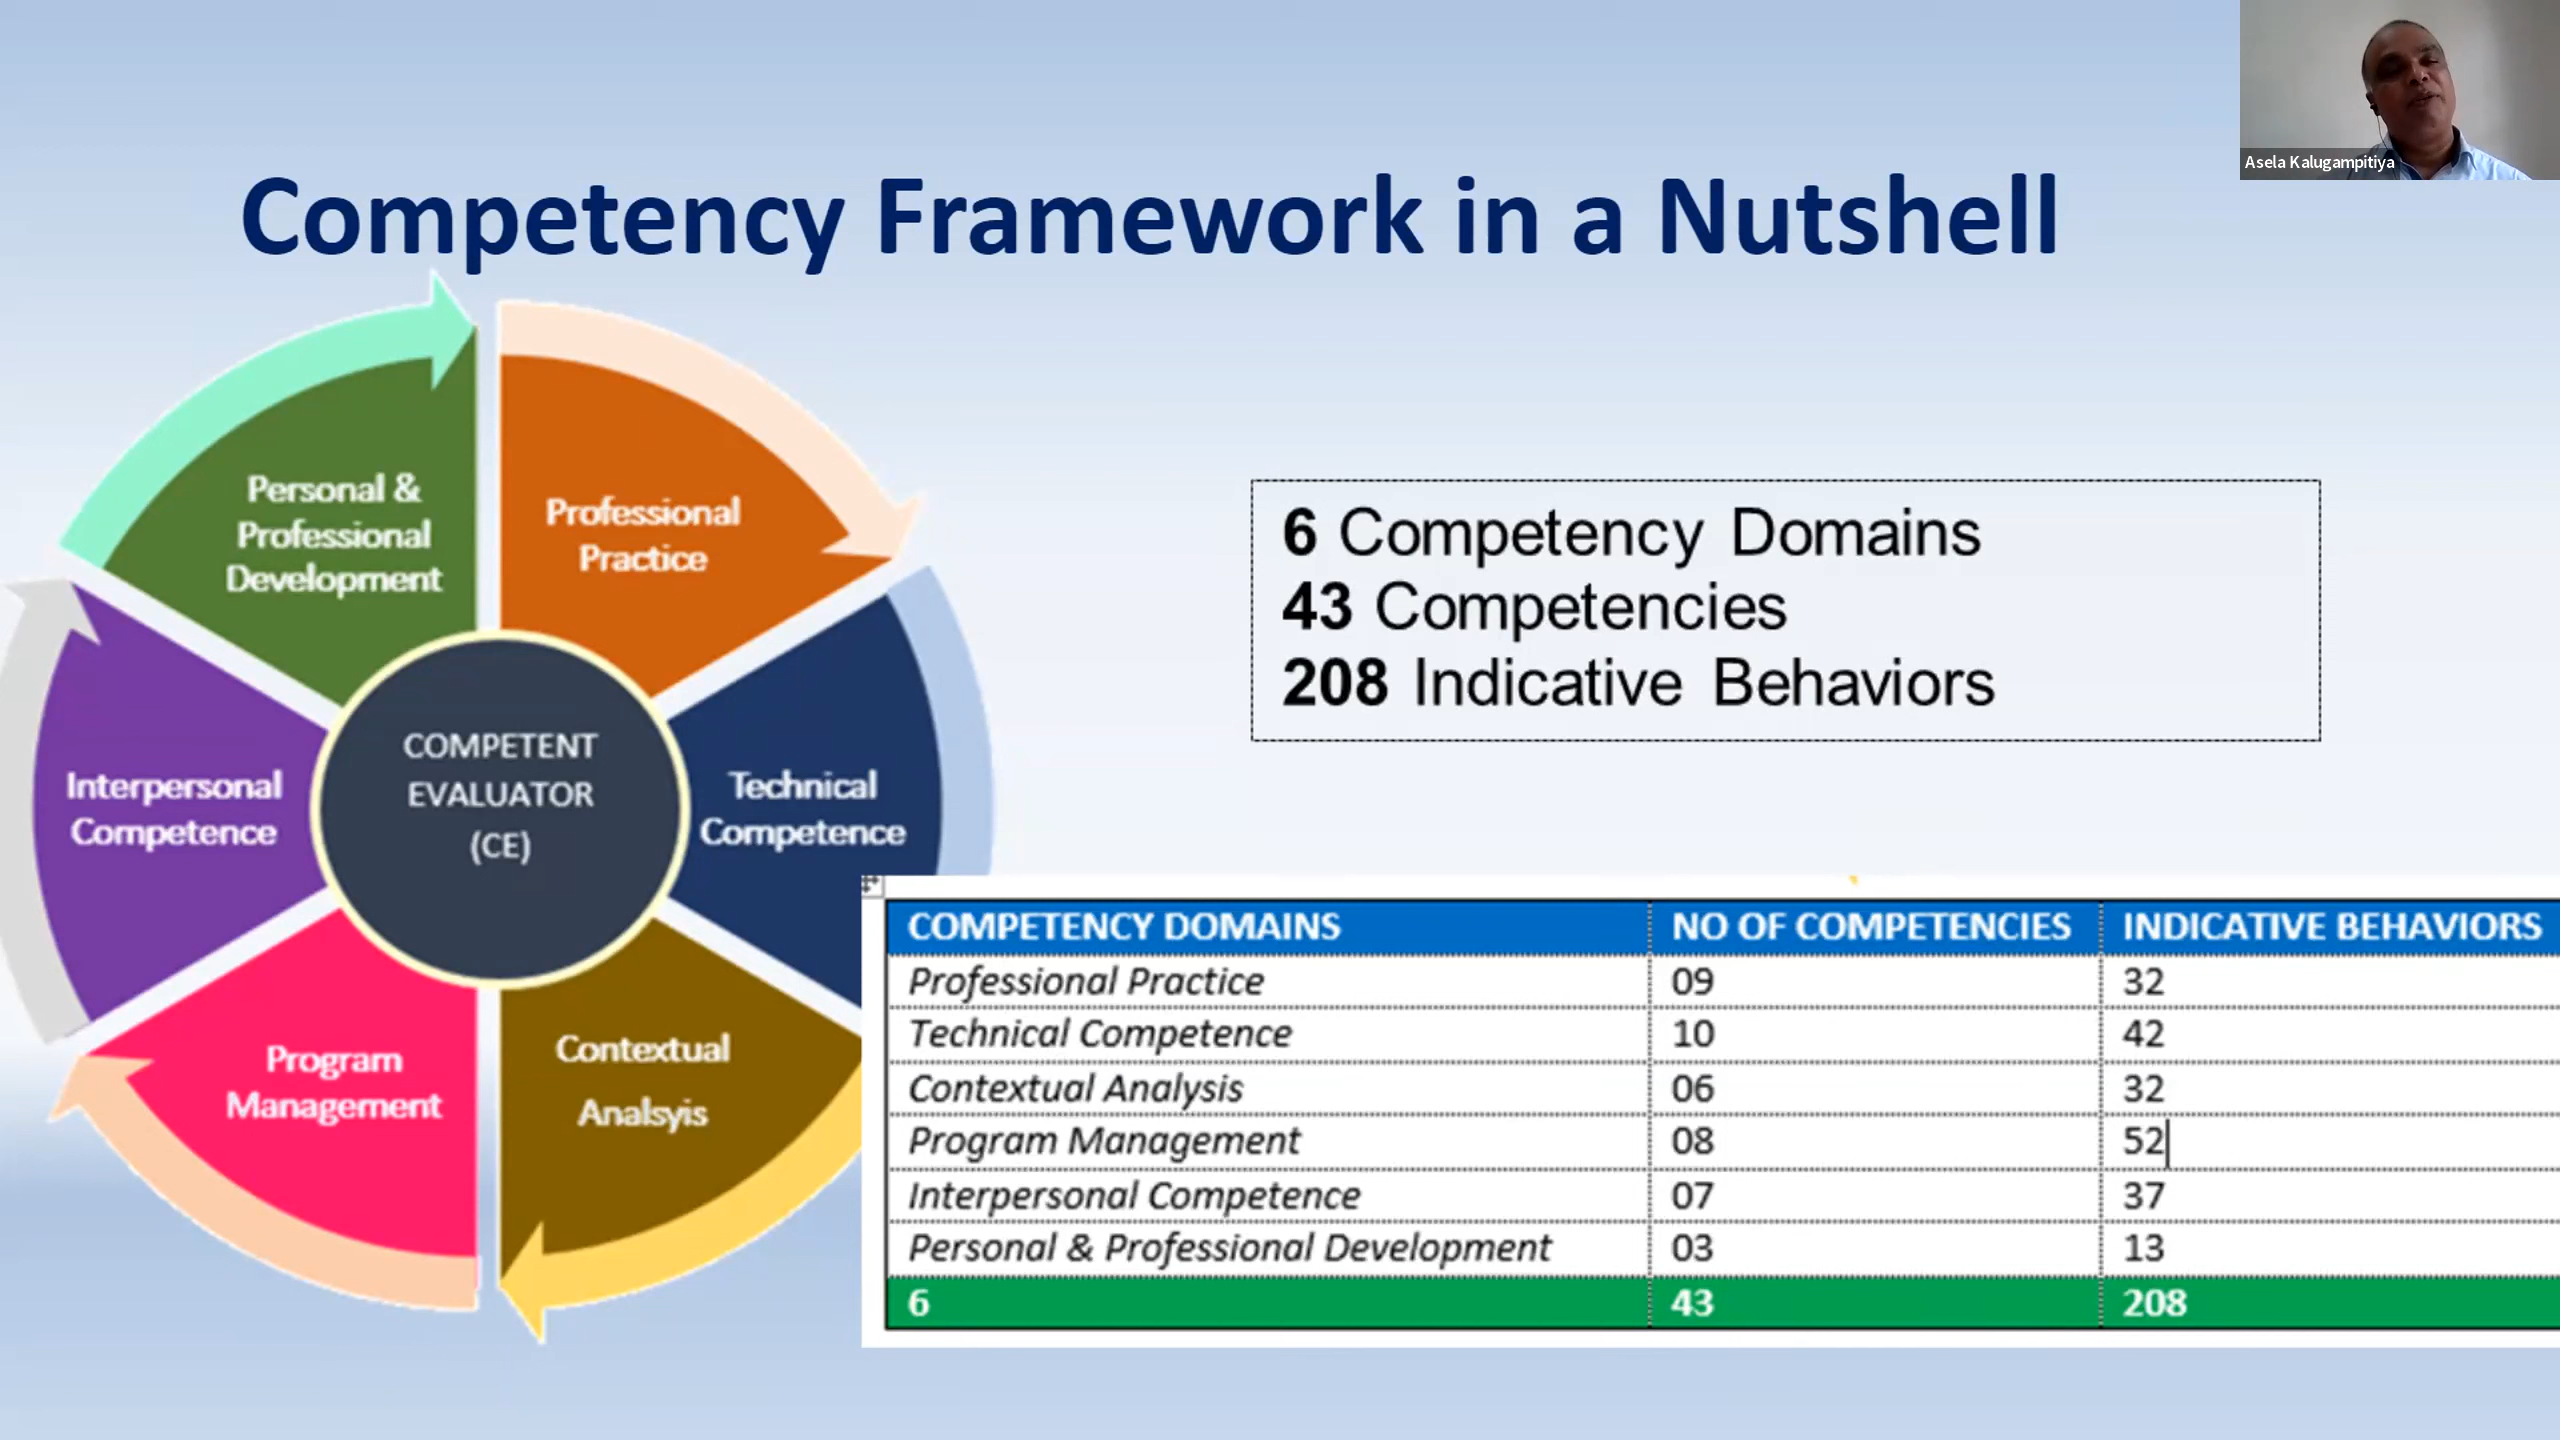 Asela Kalugampitiya
Competency Framework in a Nutshell
Personal &
Professional
Development
Professional
Practice
Interpersonal
Competence
COMPETENT
EVALUATOR
(CE)
Technical
Competence
Program
Management
Contextual
Analsyis
6 Competency Domains
43 Competencies
208 Indicative Behaviors
COMPETENCY DOMAINS NO OF COMPETENCIES INDICATIVE BEHAVIORS
Professional Practice 09 32
Technical Competence 10 42
Contextual Analysis 06 32
Program Management 08 52
Interpersonal Competence 07 37
Personal & Professional Development 03 13
6 43 208